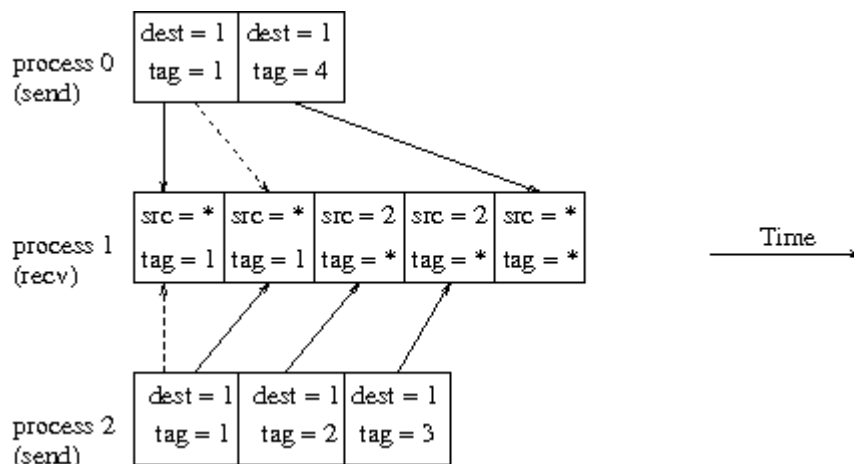 dest = 1 dest = 1
process 0 tag = 1 tag = 4
(send)
src = * src = * src = 2 src = 2 src = *
process 1 tag = 1 tag = 1 tag = * tag = * tag = *
(recv)
Time
dest = 1 dest = 1 dest = 1
process 2 tag = 1 tag = 2 tag = 3
(send)